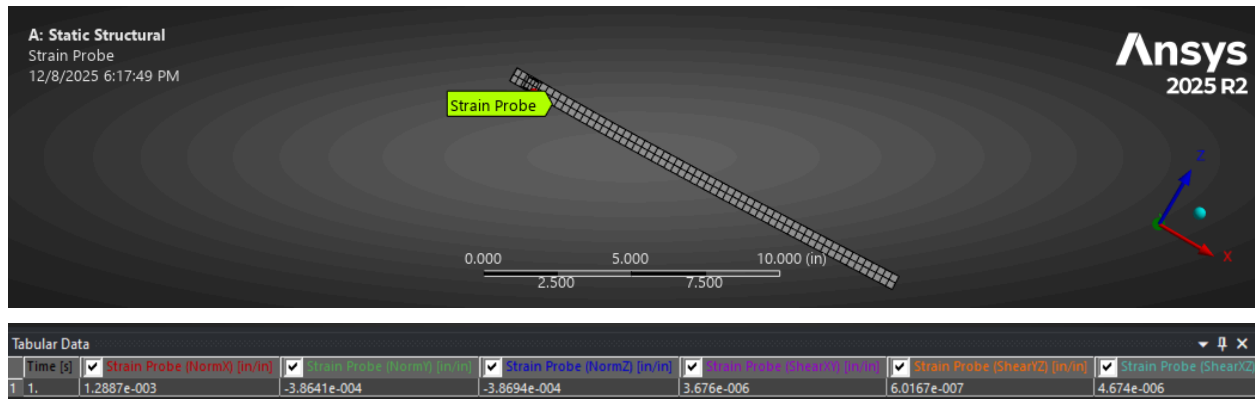 A: Static Structural
Strain Probe
12/8/2025 6:17:49 PM
Ansys
2025 R2
Strain Probe
Z
X
0.000 5.000 10.000 (in)
2.500 7.500
Tabular Data
Time [s] Strain Probe (NormX) [in/in] Strain Probe (NormY) [in/in] Strain Probe (NormZ) [in/in] Strain Probe (ShearXY) [in/in] Strain Probe (ShearYZ) [in/in] Strain Probe (ShearXZ)
1 1. 1.2887e-003 -3.8641e-004 -3.8694e-004 3.676e-006 6.0167e-007 4.674e-006